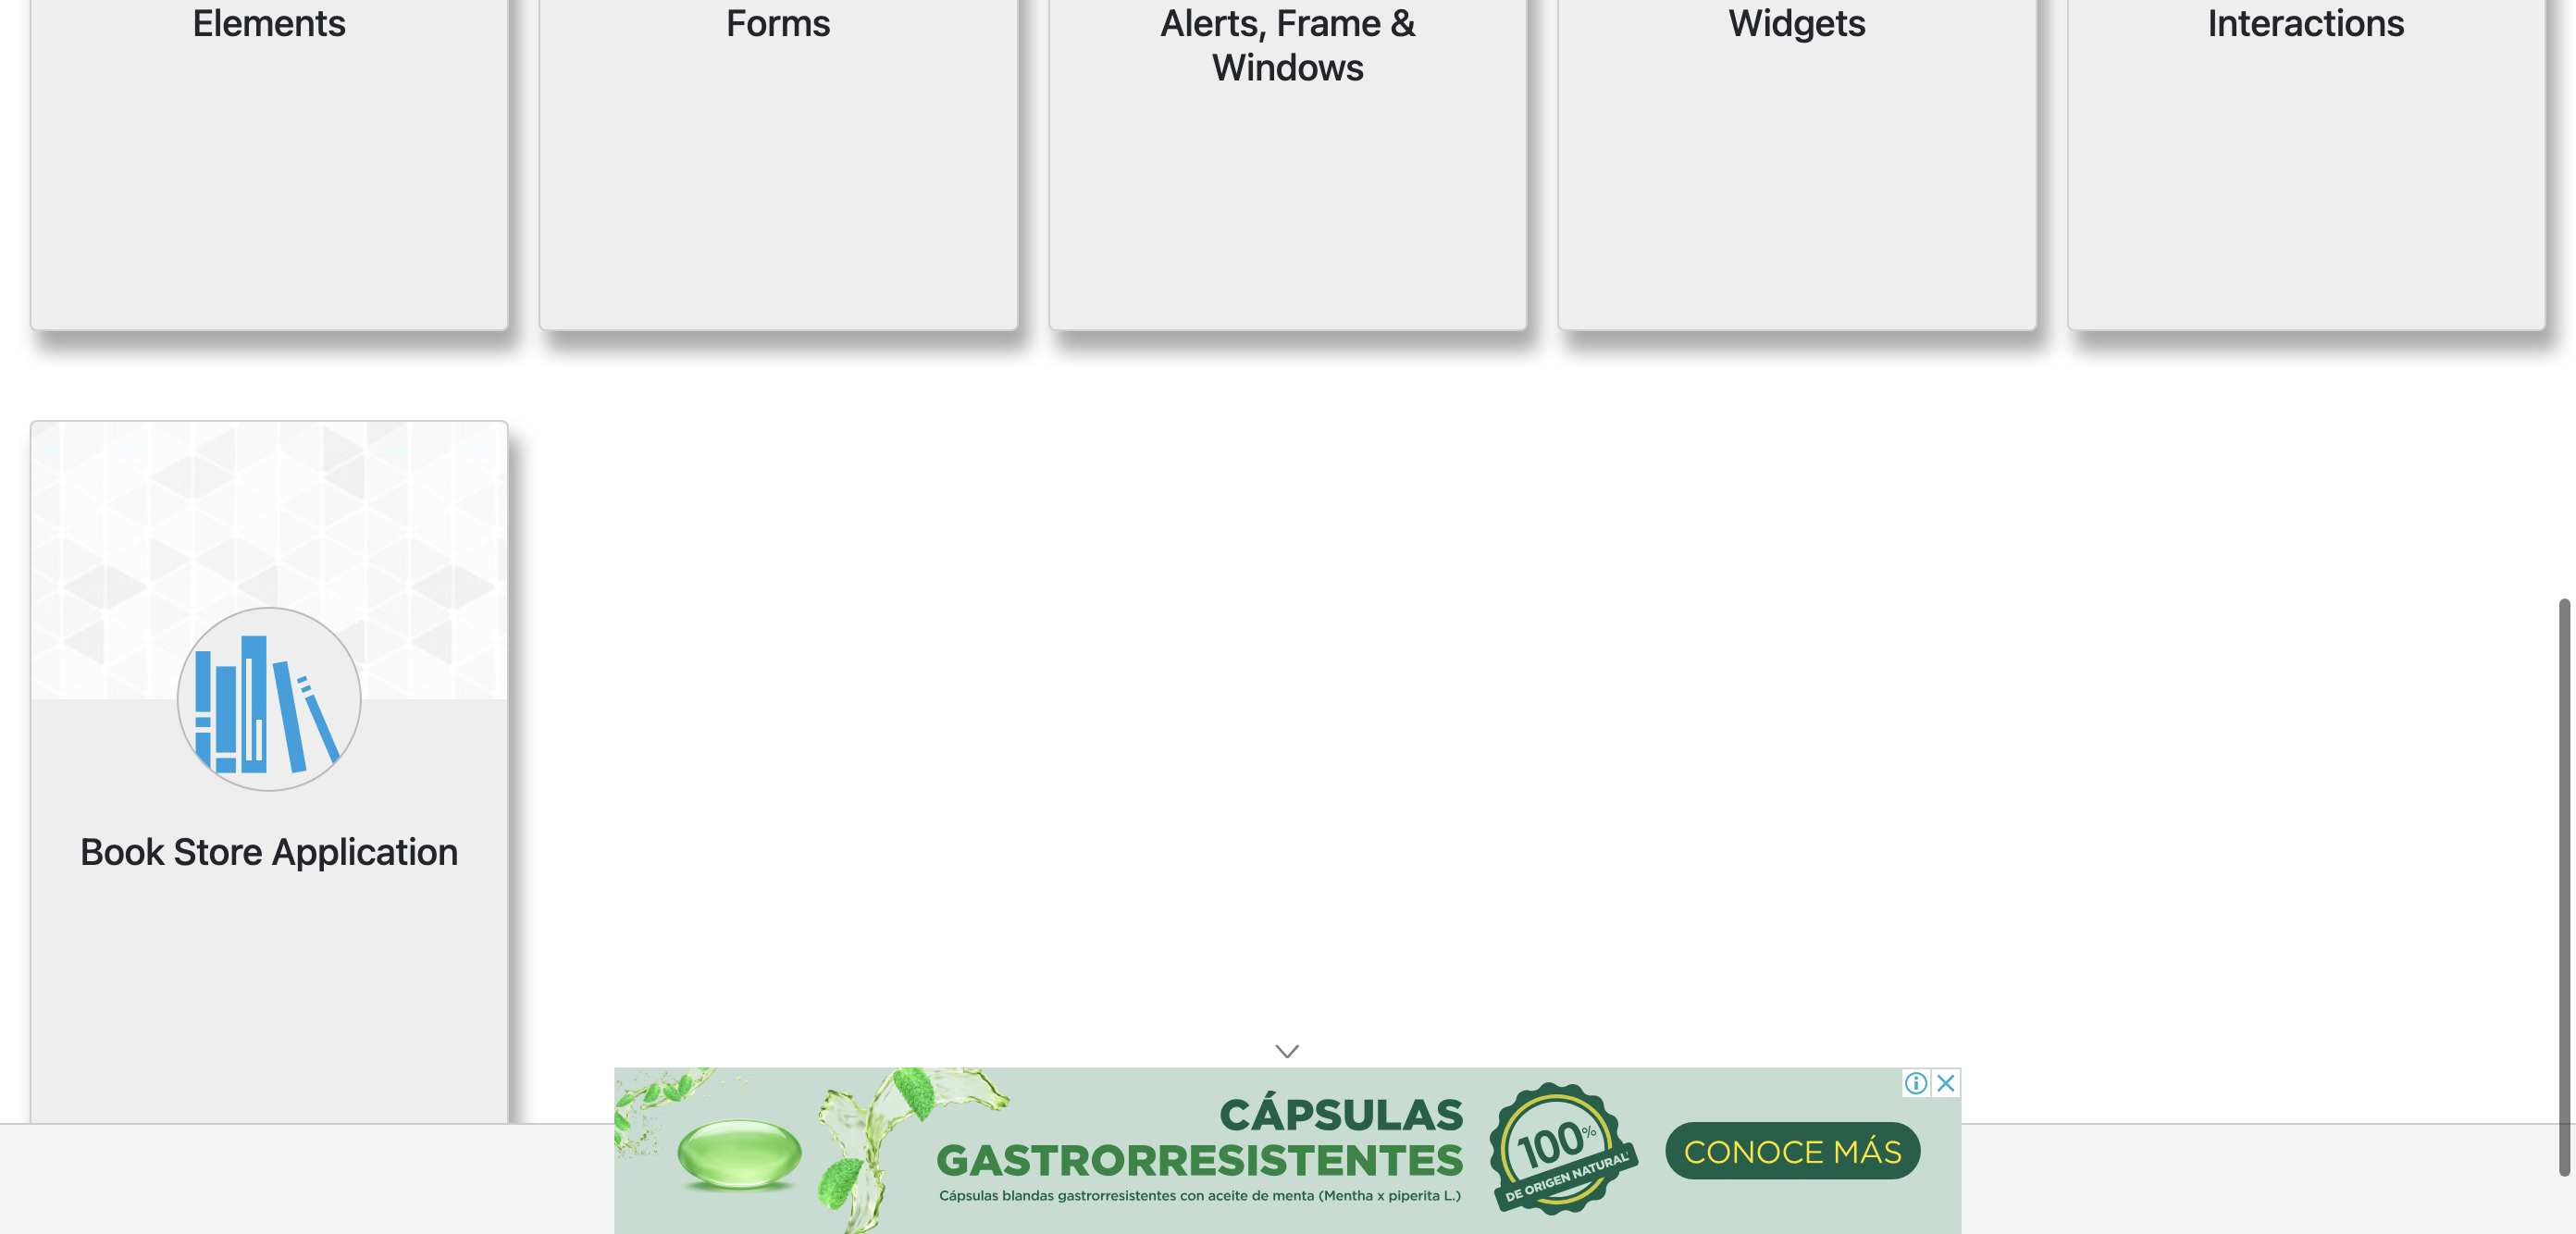 Elements
Forms
Alerts, Frame &
Windows
Widgets
Interactions
Book Store Application
CÁPSULAS
GASTRORRESISTENTES
Cápsulas blandas gastrorresistentes con aceite de menta (Mentha x piperita L.)
100%
DE ORIGEN NATURAL
CONOCE MÁS